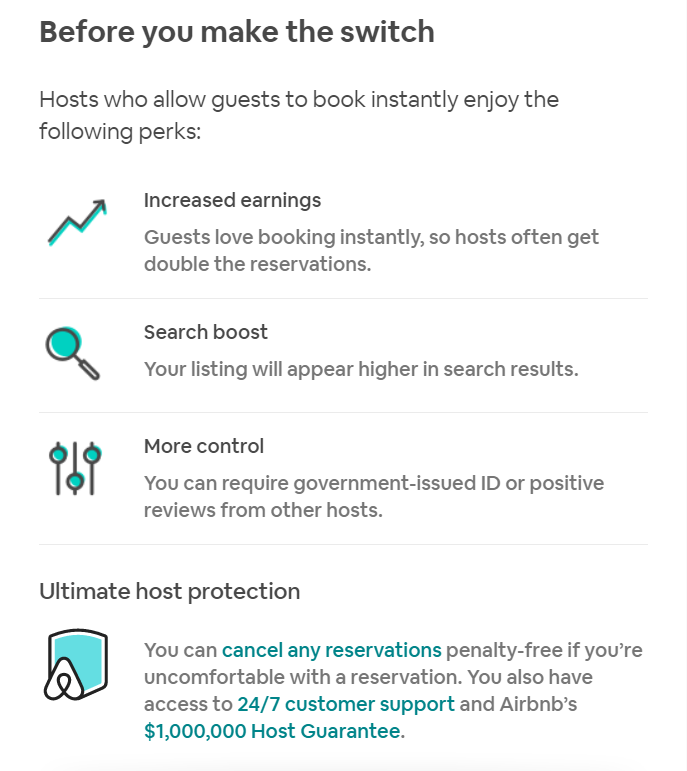 Before you make the switch
Hosts who allow guests to book instantly enjoy the
following perks:
Increased earnings
Guests love booking instantly, so hosts often get
double the reservations.
Search boost
Your listing will appear higher in search results.
More control
You can require government-issued ID or positive
reviews from other hosts.
Ultimate host protection
You can cancel any reservations penalty-free if you’re
uncomfortable with a reservation. You also have
access to 24/7 customer support and Airbnb’s
$1,000,000 Host Guarantee.